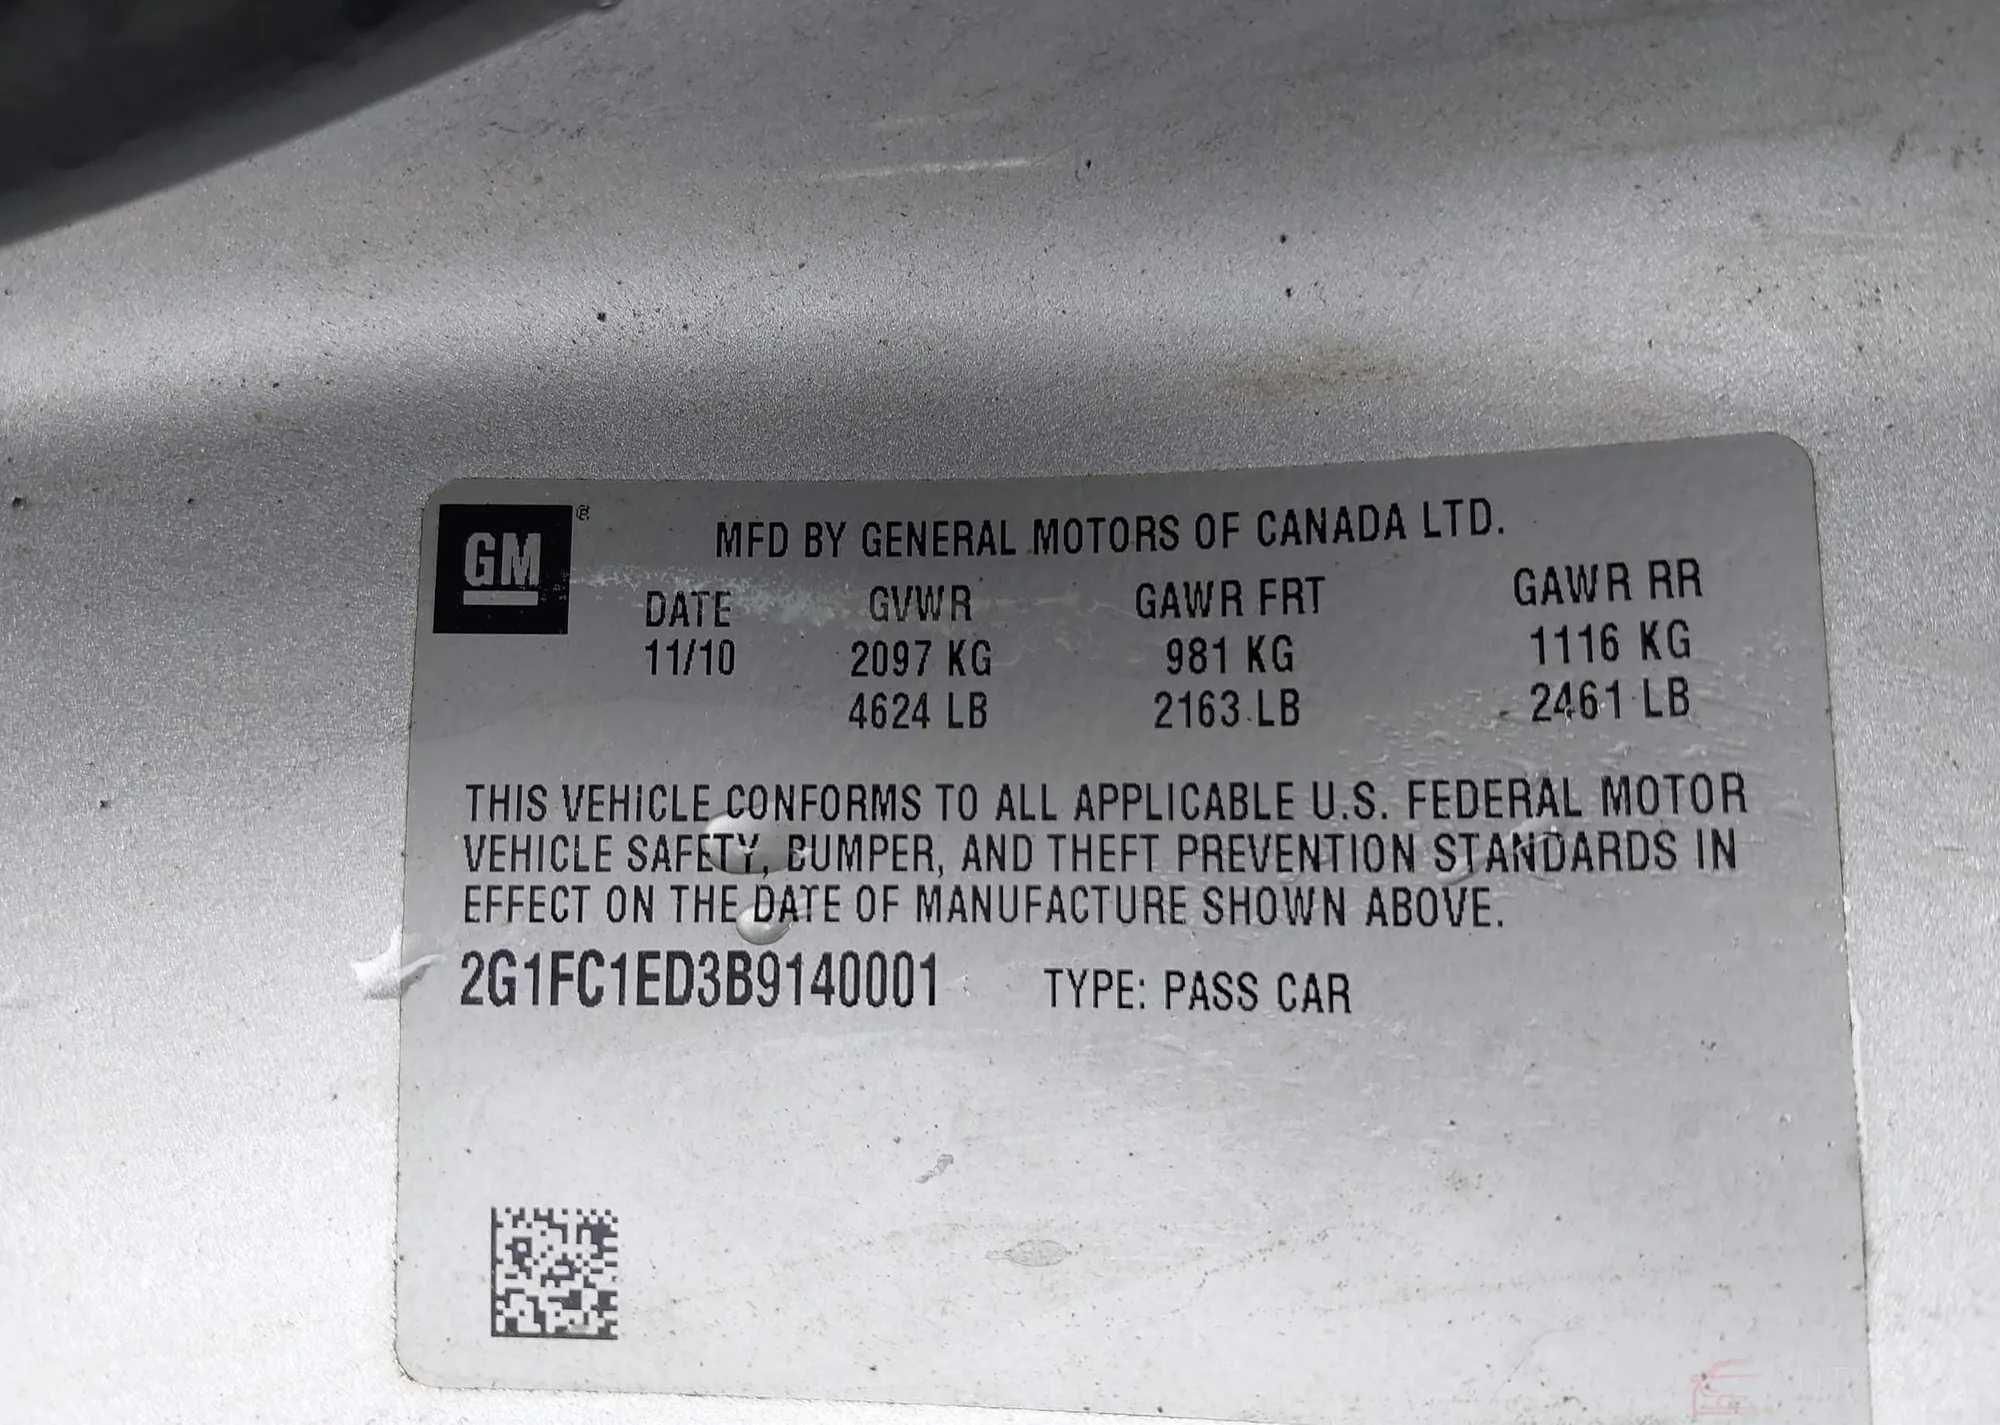 GM ®
MFD BY GENERAL MOTORS OF CANADA LTD.
DATE GVWR GAWR FRT GAWR RR
11/10 2097 KG 981 KG 1116 KG
4624 LB 2163 LB 2461 LB
THIS VEHICLE CONFORMS TO ALL APPLICABLE U.S. FEDERAL MOTOR
VEHICLE SAFETY, BUMPER, AND THEFT PREVENTION STANDARDS IN
EFFECT ON THE DATE OF MANUFACTURE SHOWN ABOVE.
2G1FC1ED3B9140001 TYPE: PASS CAR